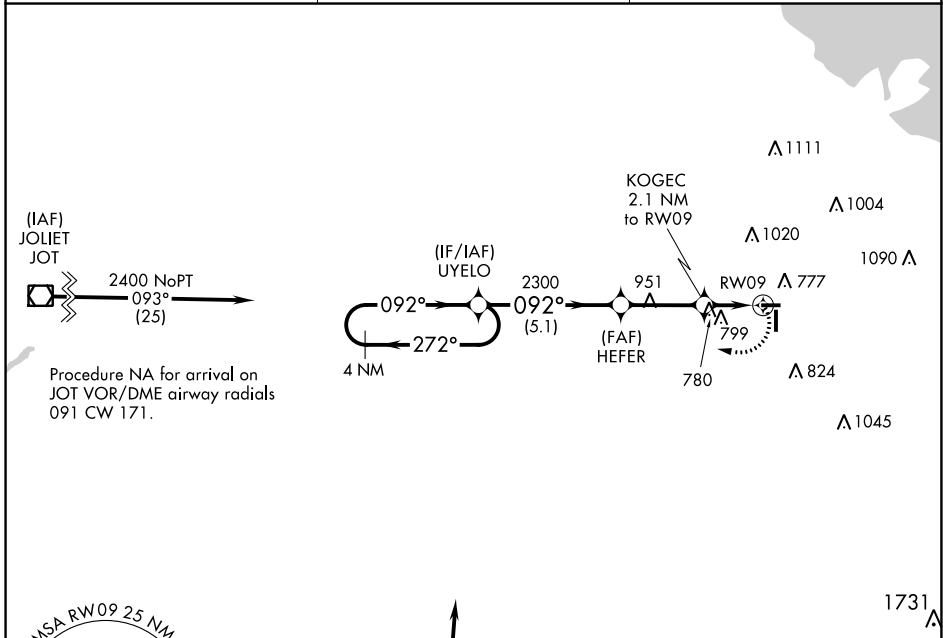 1111
KOGEC
2.1 NM
to RW09
1004
(IAF)
JOLIET
JOT
1020
(IF/IAF)
UYELO
1090
2400 NoPT
093°
(25)
2300
951
RW09
777
092°
092°
(5.1)
799
(FAF)
HEFER
272°
4 NM
780
824
Procedure NA for arrival on
JOT VOR/DME airway radials
091 CW 171.
1045
1731
MSA RW09 25 NM